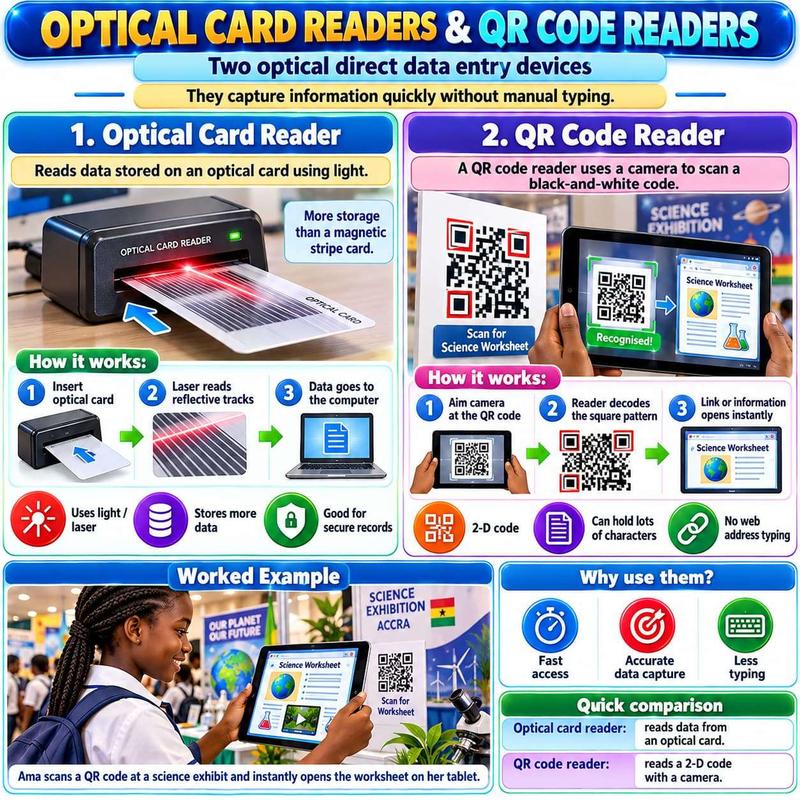 OPTICAL CARD READERS & QR CODE READERS
Two optical direct data entry devices
They capture information quickly without manual typing.
1. Optical Card Reader
Reads data stored on an optical card using light.
More storage
than a magnetic
stripe card.
OPTICAL CARD READER
OPTICAL CARD
How it works:
1 Insert
optical card
2 Laser reads
reflective tracks
3 Data goes to
the computer
Uses light /
laser
Stores more
data
Good for
secure records
2. QR Code Reader
A QR code reader uses a camera to scan a
black-and-white code.
SCIENCE
EXHIBITION
Scan for
Science Worksheet
Recognised!
Science Worksheet
How it works:
1 Aim camera
at the QR code
2 Reader decodes
the square pattern
3 Link or information
opens instantly
Science Worksheet
2-D code
Can hold lots
of characters
No web
address typing
Worked Example
OUR PLANET
OUR FUTURE
SCIENCE
EXHIBITION
ACCRA
Science Worksheet
Scan for
Worksheet
Ama scans a QR code at a science exhibit and instantly opens the worksheet on her tablet.
Why use them?
Fast
access
Accurate
data capture
Less
typing
Quick comparison
Optical card reader: reads data from
an optical card.
QR code reader: reads a 2-D code
with a camera.